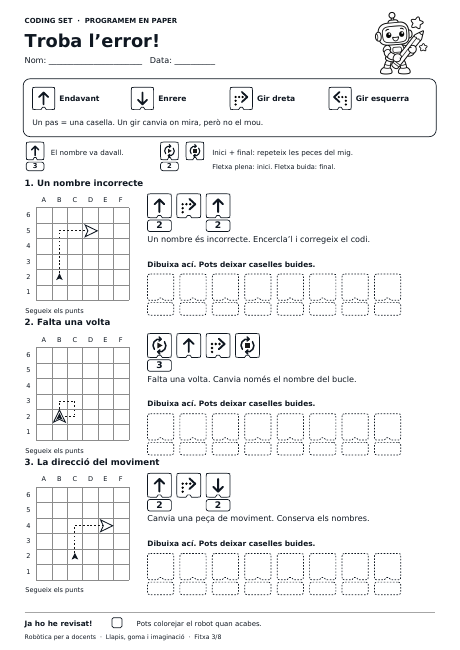 CODING SET · PROGRAMEM EN PAPER
Troba l’error!
Nom: ______________________ Data: __________
Endavant Enrere Gir dreta Gir esquerra
Un pas = una casella. Un gir canvia on mira, però no el mou.
El nombre va davall. Inici + final: repeteix les peces del mig.
3 2 Fletxa plena: inici. Fletxa buida: final.
1. Un nombre incorrecte
A B C D E F
6
5
4
3
2
1
2 2
Un nombre és incorrecte. Encercla’l i corregeix el codi.
Dibuixa ací. Pots deixar caselles buides.
Segueix els punts
2. Falta una volta
A B C D E F
6
5
4
3
2
1
3
Falta una volta. Canvia només el nombre del bucle.
Dibuixa ací. Pots deixar caselles buides.
Segueix els punts
3. La direcció del moviment
A B C D E F
6
5
4
3
2
1
2 2
Canvia una peça de moviment. Conserva els nombres.
Dibuixa ací. Pots deixar caselles buides.
Segueix els punts
Ja ho he revisat! Pots colorejar el robot quan acabes.
Robòtica per a docents · Llapis, goma i imaginació · Fitxa 3/8